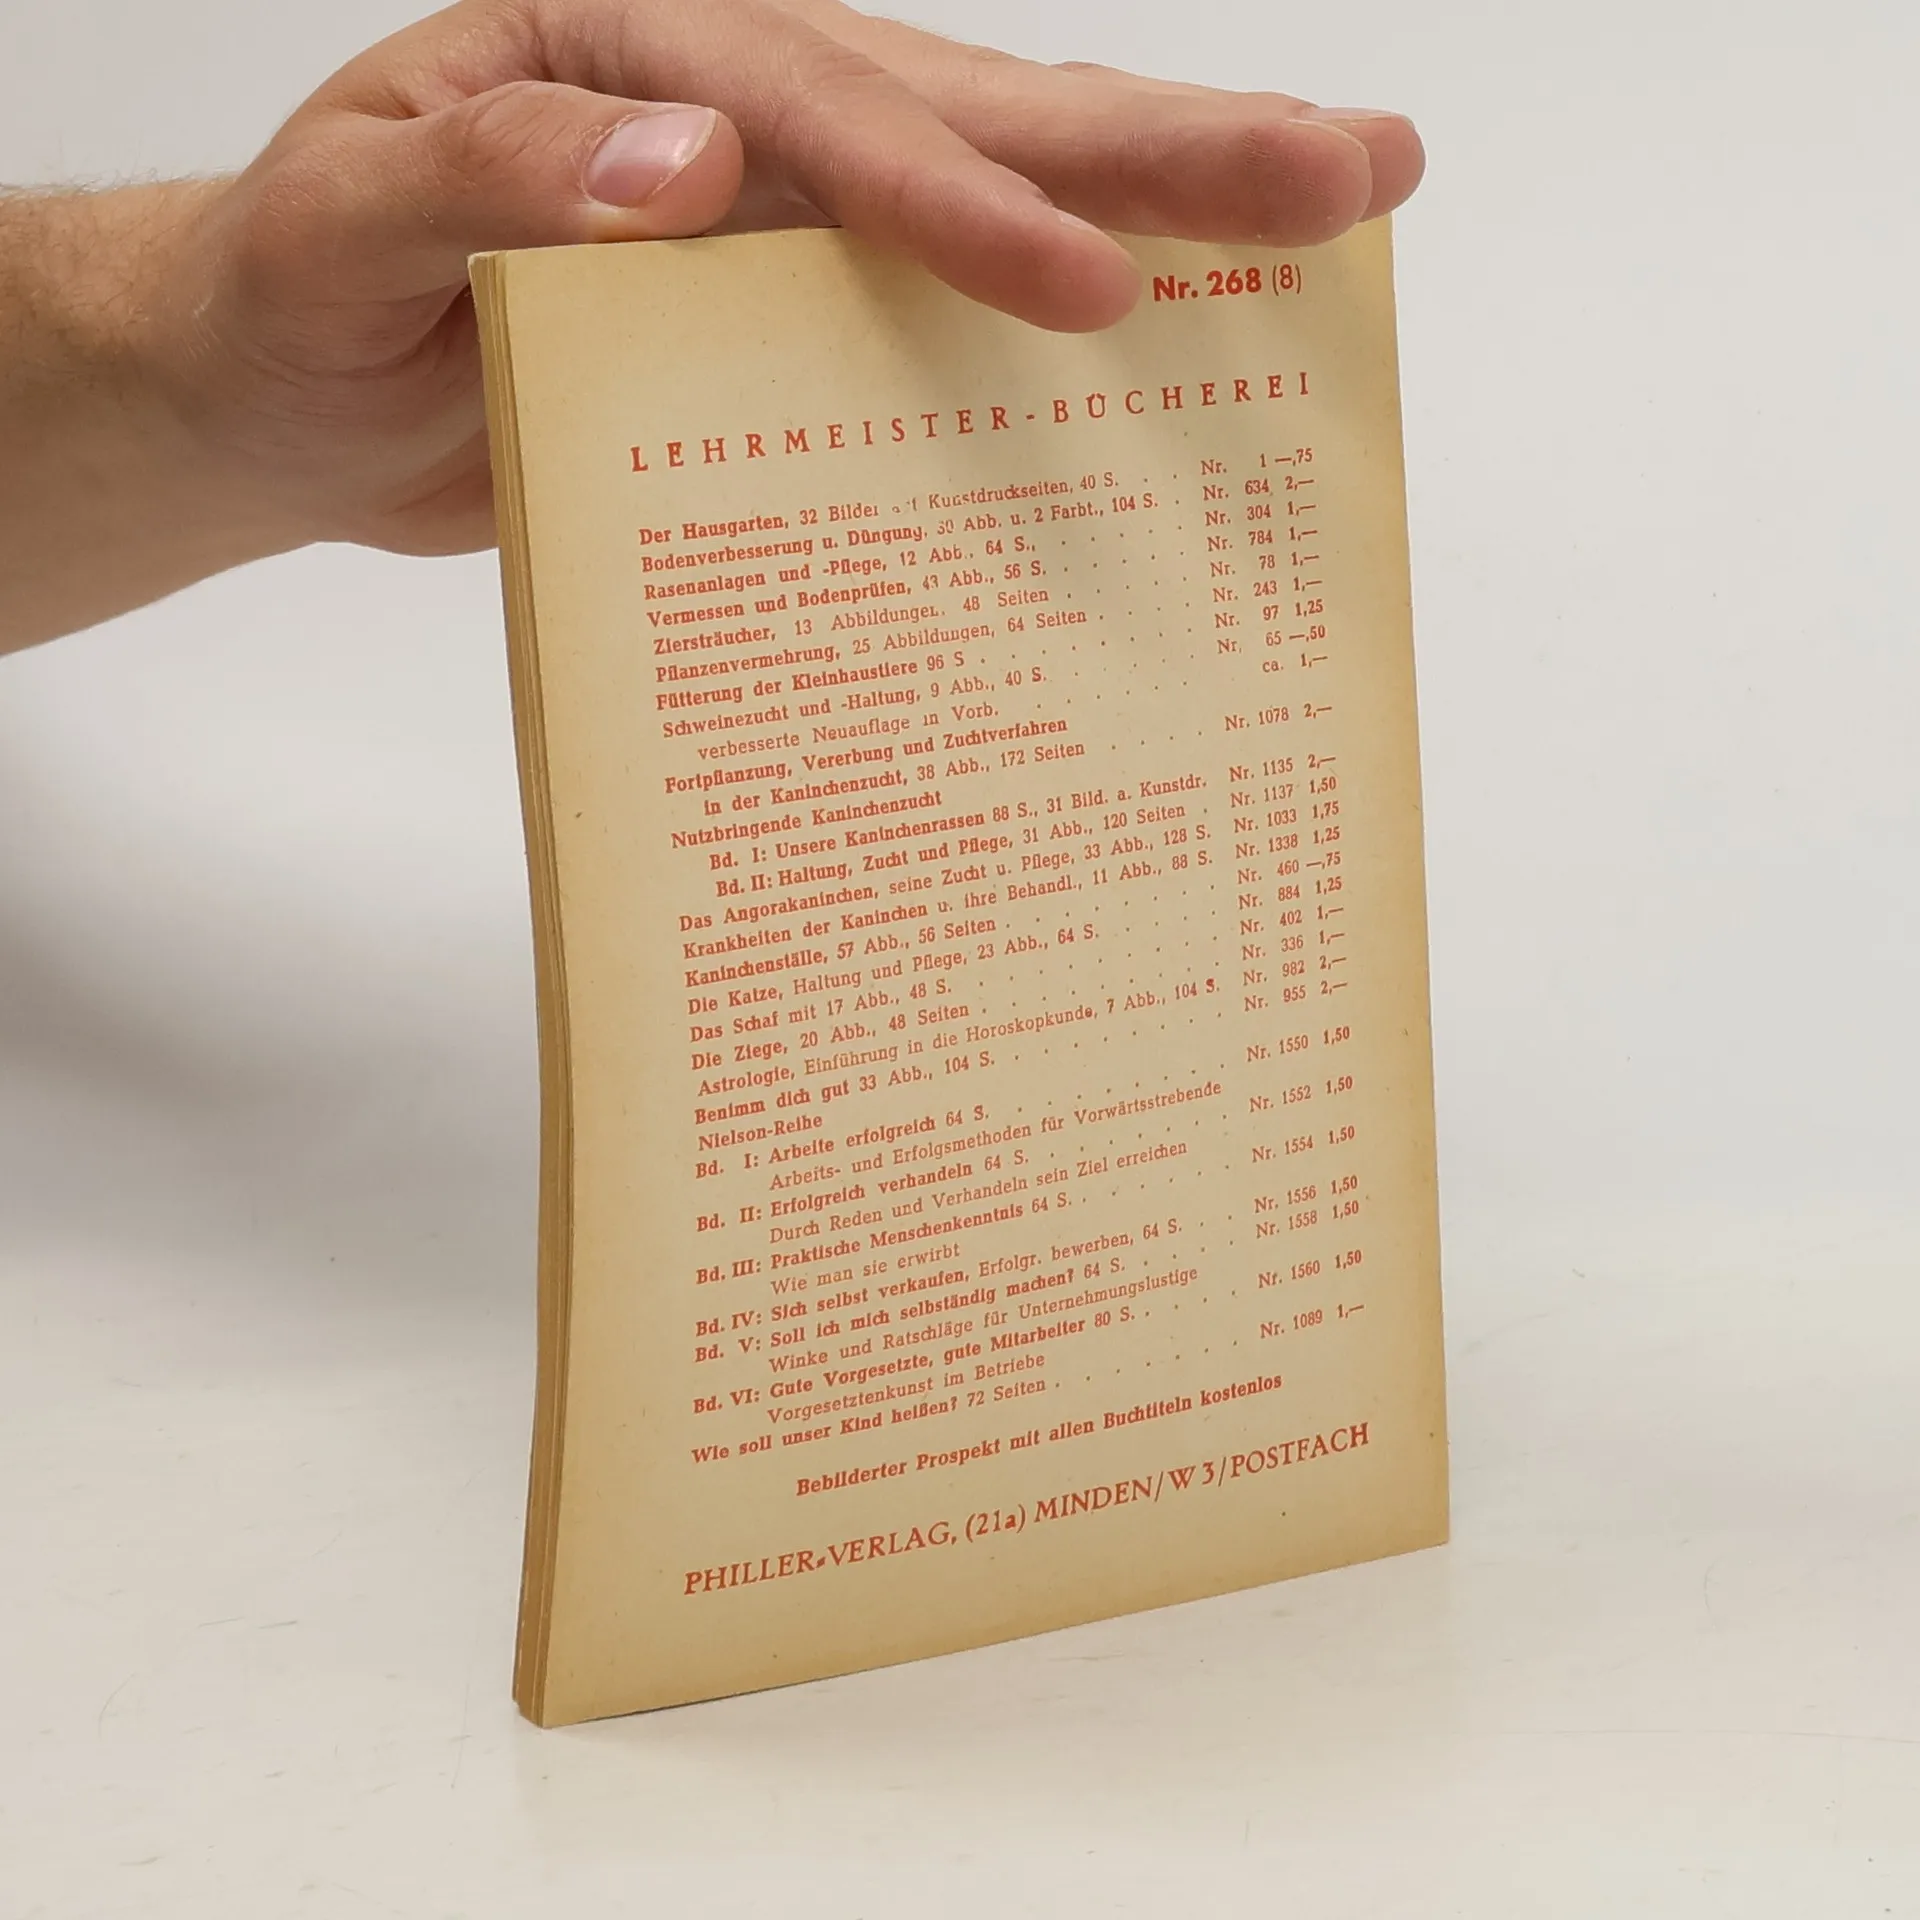 Nr. 268 (8)
LEHRMEISTER-BÜCHEREI
Der Hausgarten, 32 Bilder Kunstdruckseiten, 40 S. . . Nr. 1 —,75
Bodenverbesserung u. Düngung, 30 Abb. u. 2 Farbt., 104 S. . Nr. 634 2,—
Rasenanlagen und -Pflege, 12 Abb., 64 S., . . . . . Nr. 304 1,—
Vermessen und Bodenprüfen, 43 Abb., 56 S. . . . . . Nr. 784 1,—
Ziersträucher, 13 Abbildungen, 48 Seiten . . . . . Nr. 78 1,—
Pflanzenvermehrung, 25 Abbildungen, 64 Seiten . . . . Nr. 243 1,—
Fütterung der Kleinhaustiere 96 S . . . . . . . . Nr. 97 1,25
Schweinezucht und -Haltung, 9 Abb., 40 S. . . . . . Nr. 65 —,50
verbesserte Neuauflage in Vorb. . . . . . . ca. 1,—
Fortpflanzung, Vererbung und Zuchtverfahren
in der Kaninchenzucht, 38 Abb., 172 Seiten . . . . Nr. 1078 2,—
Nutzbringende Kaninchenzucht
Bd. I: Unsere Kaninchenrassen 88 S., 31 Bild. a. Kunstdr. Nr. 1135 2,—
Bd. II: Haltung, Zucht und Pflege, 31 Abb., 120 Seiten . Nr. 1137 1,50
Das Angorakaninchen, seine Zucht u. Pflege, 33 Abb., 128 S. Nr. 1033 1,75
Krankheiten der Kaninchen u. ihre Behandl., 11 Abb., 88 S. Nr. 1338 1,25
Kaninchenställe, 57 Abb., 56 Seiten . . . . . . . Nr. 460 —,75
Die Katze, Haltung und Pflege, 23 Abb., 64 S. . . . . Nr. 884 1,25
Das Schaf mit 17 Abb., 48 S. . . . . . . . . . Nr. 402 1,—
Die Ziege, 20 Abb., 48 Seiten . . . . . . . . . Nr. 336 1,—
Astrologie, Einführung in die Horoskopkunde, 7 Abb., 104 S. Nr. 982 2,—
Benimm dich gut 33 Abb., 104 S. . . . . . . . . Nr. 955 2,—
Nielson-Reihe
Bd. I: Arbeite erfolgreich 64 S. . . . . . . . . Nr. 1550 1,50
Arbeits- und Erfolgsmethoden für Vorwärtsstrebende
Bd. II: Erfolgreich verhandeln 64 S. . . . . . . . Nr. 1552 1,50
Durch Reden und Verhandeln sein Ziel erreichen
Bd. III: Praktische Menschenkenntnis 64 S. . . . . . . Nr. 1554 1,50
Wie man sie erwirbt
Bd. IV: Sich selbst verkaufen, Erfolgr. bewerben, 64 S. . . Nr. 1556 1,50
Bd. V: Soll ich mich selbständig machen? 64 S. . . . . Nr. 1558 1,50
Winke und Ratschläge für Unternehmungslustige
Bd. VI: Gute Vorgesetzte, gute Mitarbeiter 80 S. . . . . Nr. 1560 1,50
Vorgesetztenkunst im Betriebe
Wie soll unser Kind heißen? 72 Seiten . . . . . . . Nr. 1089 1,—
Bebilderter Prospekt mit allen Buchtiteln kostenlos
PHILLER-VERLAG, (21a) MINDEN/W 3/POSTFACH